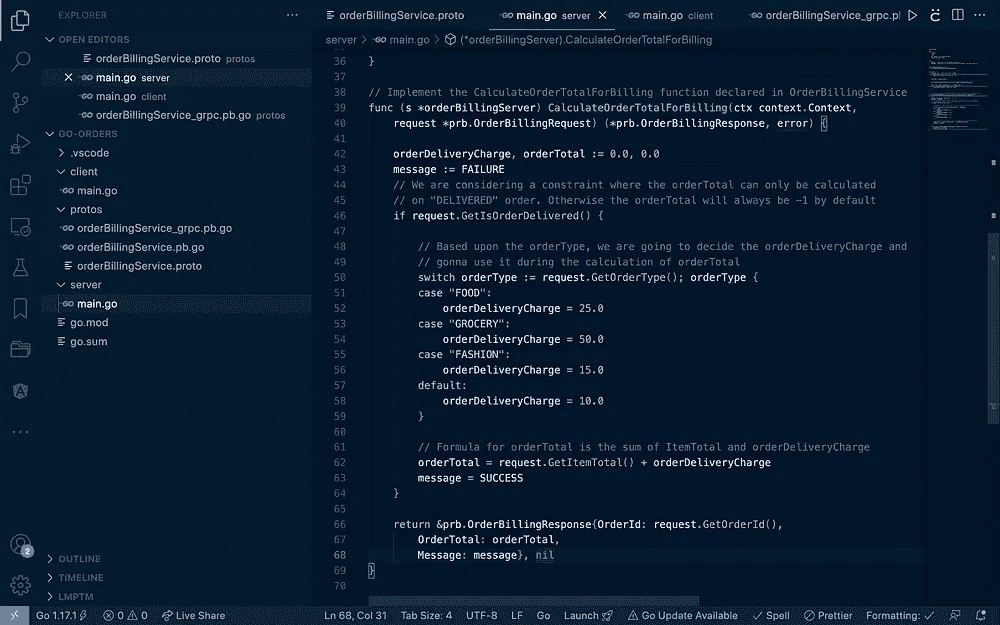 EXPLORER
OPEN EDITORS
orderBillingService.proto protos
main.go server
main.go client
orderBillingService_grpc.pb.go protos
GO-ORDERS
.vscode
client
main.go
protos
orderBillingService_grpc.pb.go
orderBillingService.pb.go
orderBillingService.proto
server
main.go
go.mod
go.sum
2
OUTLINE
TIMELINE
LMPTM
orderBillingService.proto
main.go server
main.go client
orderBillingService_grpc.pl
server > main.go > (*orderBillingServer).CalculateOrderTotalForBilling
36 }
37
38 // Implement the CalculateOrderTotalForBilling function declared in OrderBillingService
39 func (s *orderBillingServer) CalculateOrderTotalForBilling(ctx context.Context,
40 request *prb.OrderBillingRequest) (*prb.OrderBillingResponse, error) {
41
42 orderDeliveryCharge, orderTotal := 0.0, 0.0
43 message := FAILURE
44 // We are considering a constraint where the orderTotal can only be calculated
45 // on "DELIVERED" order. Otherwise the orderTotal will always be -1 by default
46 if request.GetIsOrderDelivered() {
47
48 // Based upon the orderType, we are going to decide the orderDeliveryCharge and
49 // gonna use it during the calculation of orderTotal
50 switch orderType := request.GetOrderType(); orderType {
51 case "FOOD":
52 orderDeliveryCharge = 25.0
53 case "GROCERY":
54 orderDeliveryCharge = 50.0
55 case "FASHION":
56 orderDeliveryCharge = 15.0
57 default:
58 orderDeliveryCharge = 10.0
59 }
60
61 // Formula for orderTotal is the sum of ItemTotal and orderDeliveryCharge
62 orderTotal = request.GetItemTotal() + orderDeliveryCharge
63 message = SUCCESS
64 }
65
66 return &prb.OrderBillingResponse{OrderId: request.GetOrderId(),
67 OrderTotal: orderTotal,
68 Message: message}, nil
69 }
70
Go 1.17.1 0 0 Live Share Ln 68, Col 31 Tab Size: 4 UTF-8 LF Go Launch Go Update Available Spell Prettier Formatting: